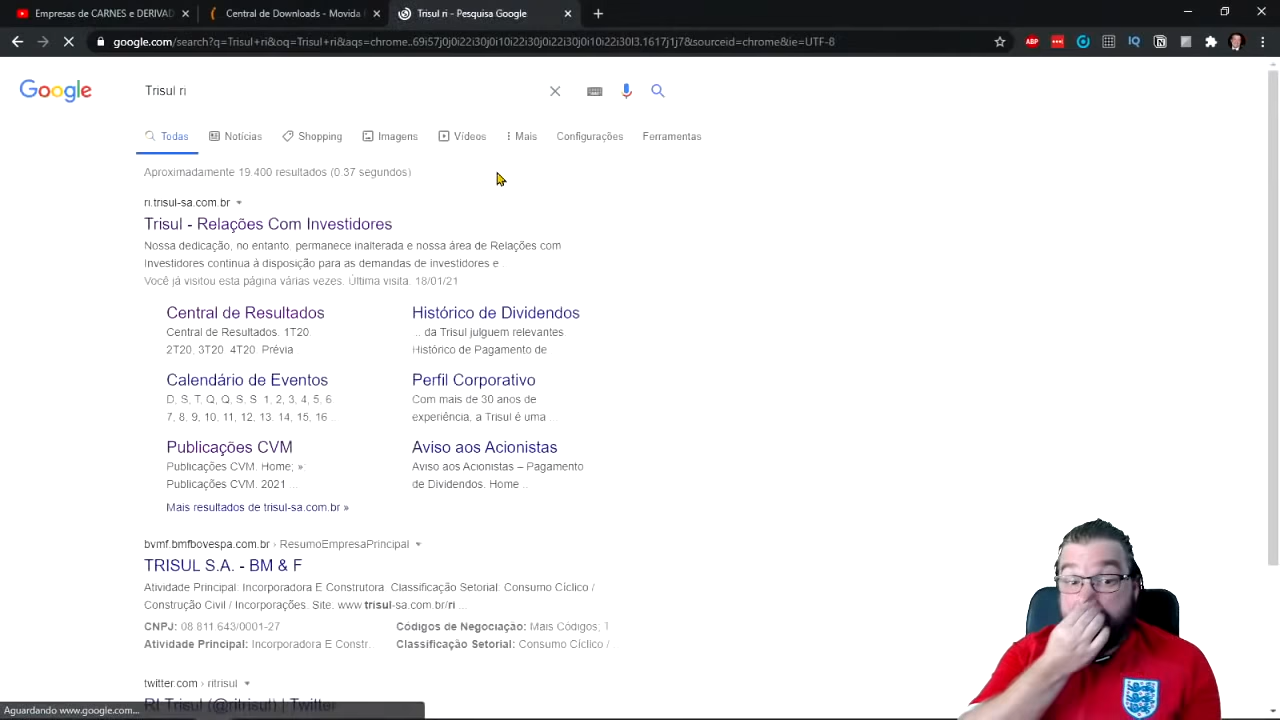 Empresas de CARNES e DERIVAD
Central de Downloads - Movida
Trisul ri - Pesquisa Google
google.com/search?q=Trisul+ri&oq=Trisul+ri&aqs=chrome..69i57j0j0i22i30j0i10i22i30j0i22i30j0i10i22i30l3.1617j1j7&sourceid=chrome&ie=UTF-8
ABP
IQ
Google
Trisul ri
Todas
Notícias
Shopping
Imagens
Vídeos
Mais
Configurações
Ferramentas
Aproximadamente 19.400 resultados (0,37 segundos)
ri.trisul-sa.com.br
Trisul - Relações Com Investidores
Nossa dedicação, no entanto, permanece inalterada e nossa área de Relações com
Investidores continua à disposição para as demandas de investidores e ...
Você já visitou esta página várias vezes. Última visita: 18/01/21
Central de Resultados
Central de Resultados. 1T20.
2T20. 3T20. 4T20. Prévia
Histórico de Dividendos
... da Trisul julguem relevantes.
Histórico de Pagamento de
Calendário de Eventos
D, S, T, Q, Q, S, S. 1, 2, 3, 4, 5, 6.
7, 8, 9, 10, 11, 12, 13. 14, 15, 16 ...
Perfil Corporativo
Com mais de 30 anos de
experiência, a Trisul é uma ...
Publicações CVM
Publicações CVM. Home; »
Publicações CVM. 2021 ...
Aviso aos Acionistas
Aviso aos Acionistas – Pagamento
de Dividendos. Home ...
Mais resultados de trisul-sa.com.br »
bvmf.bmfbovespa.com.br › ResumoEmpresaPrincipal
TRISUL S.A. - BM & F
Atividade Principal: Incorporadora E Construtora. Classificação Setorial: Consumo Cíclico /
Construção Civil / Incorporações. Site: www.trisul-sa.com.br/ri ...
CNPJ: 08.811.643/0001-27
Códigos de Negociação: Mais Códigos; T
Atividade Principal: Incorporadora E Constr...
Classificação Setorial: Consumo Cíclico / ...
twitter.com › ritrisul
RI Trisul (@ritrisul) | Twitter
Aguardando www.google.com...